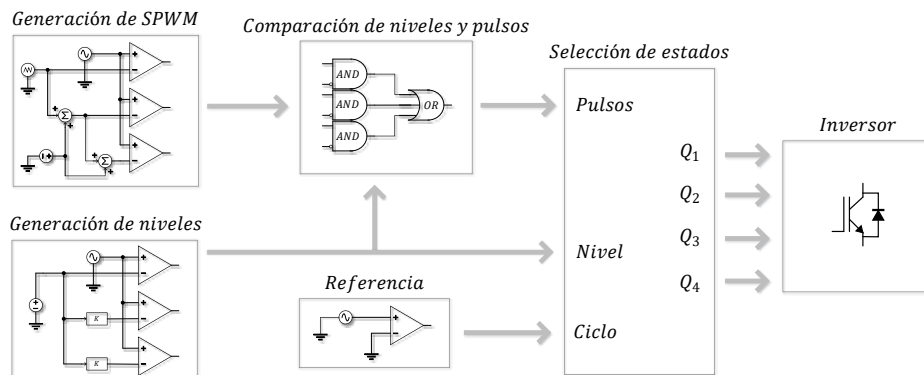 Generación de SPWM
Comparación de niveles y pulsos
Selección de estados
Inversor
AND
AND
AND
OR
Σ
Σ
Pulsos
Q1
Q2
Q3
Q4
Generación de niveles
Nivel
K
K
Referencia
Ciclo